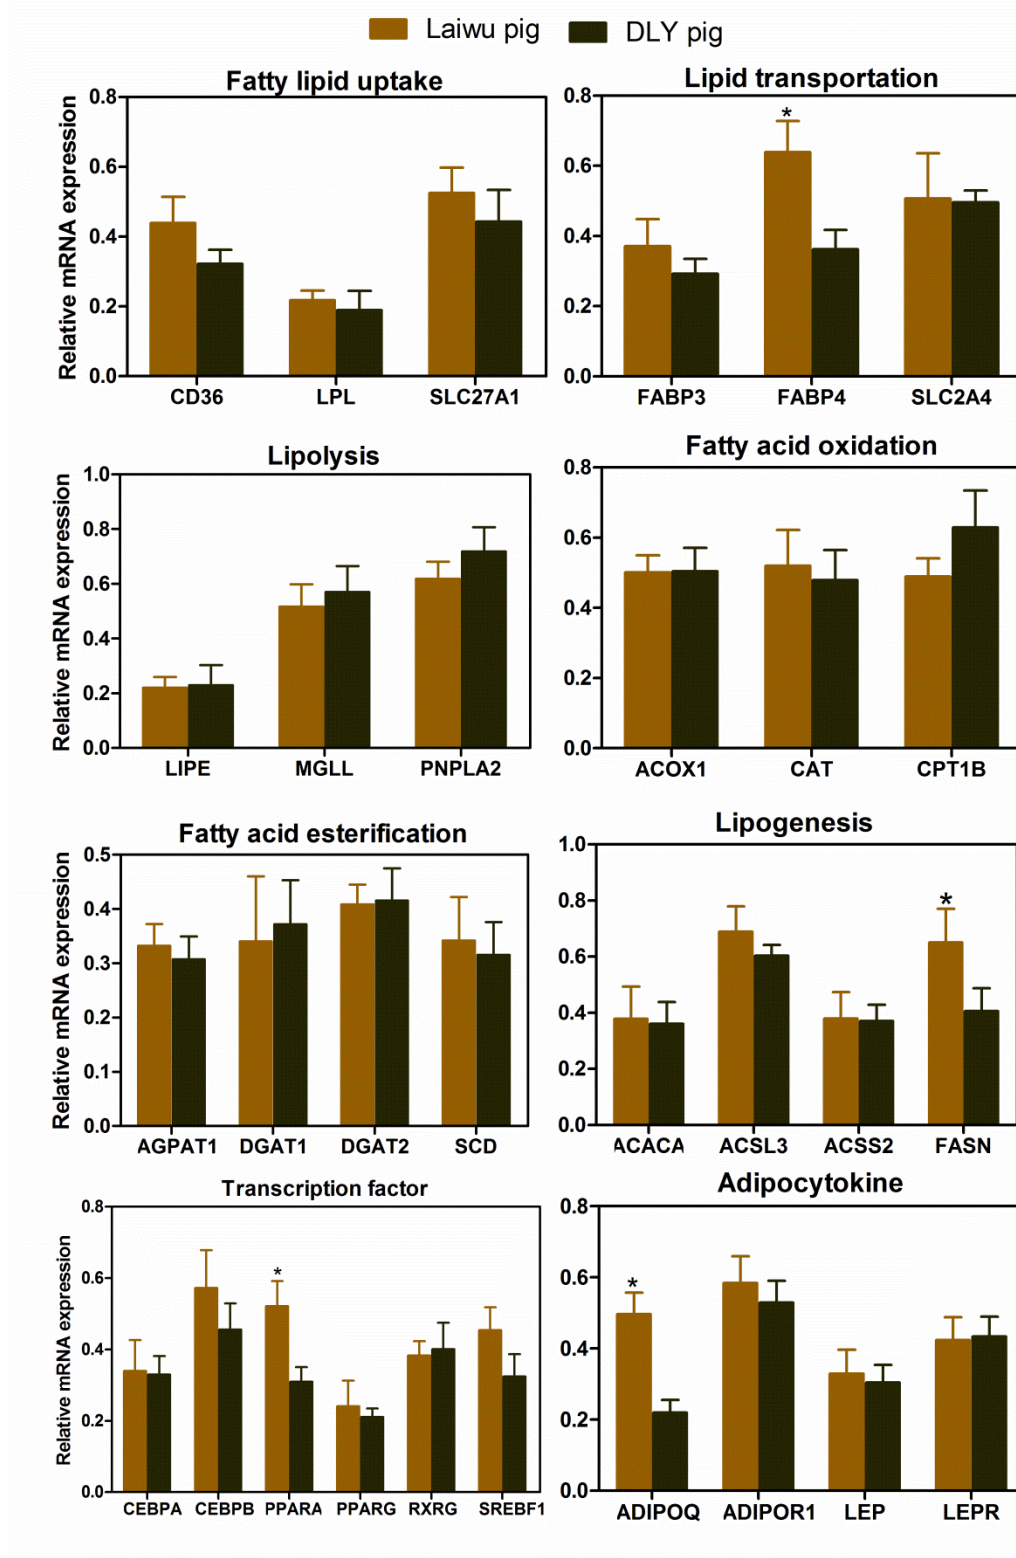 Laiwu pig DLY pig
Fatty lipid uptake
Relative mRNA expression
0.8
0.6
0.4
0.2
0.0
CD36 LPL SLC27A1
Lipid transportation
0.8
0.6
0.4
0.2
0.0
*
FABP3 FABP4 SLC2A4
Lipolysis
Relative mRNA expression
1.0
0.8
0.6
0.4
0.2
0.0
LIPE MGLL PNPLA2
Fatty acid oxidation
0.8
0.6
0.4
0.2
0.0
ACOX1 CAT CPT1B
Fatty acid esterification
Relative mRNA expression
0.5
0.4
0.3
0.2
0.1
0.0
AGPAT1 DGAT1 DGAT2 SCD
Lipogenesis
1.0
0.8
0.6
0.4
0.2
0.0
*
ACACA ACSL3 ACSS2 FASN
Transcription factor
Relative mRNA expression
0.8
0.6
0.4
0.2
0.0
*
CEBPA CEBPB PPARA PPARG RXRG SREBF1
Adipocytokine
0.8
0.6
0.4
0.2
0.0
*
ADIPOQ ADIPOR1 LEP LEPR